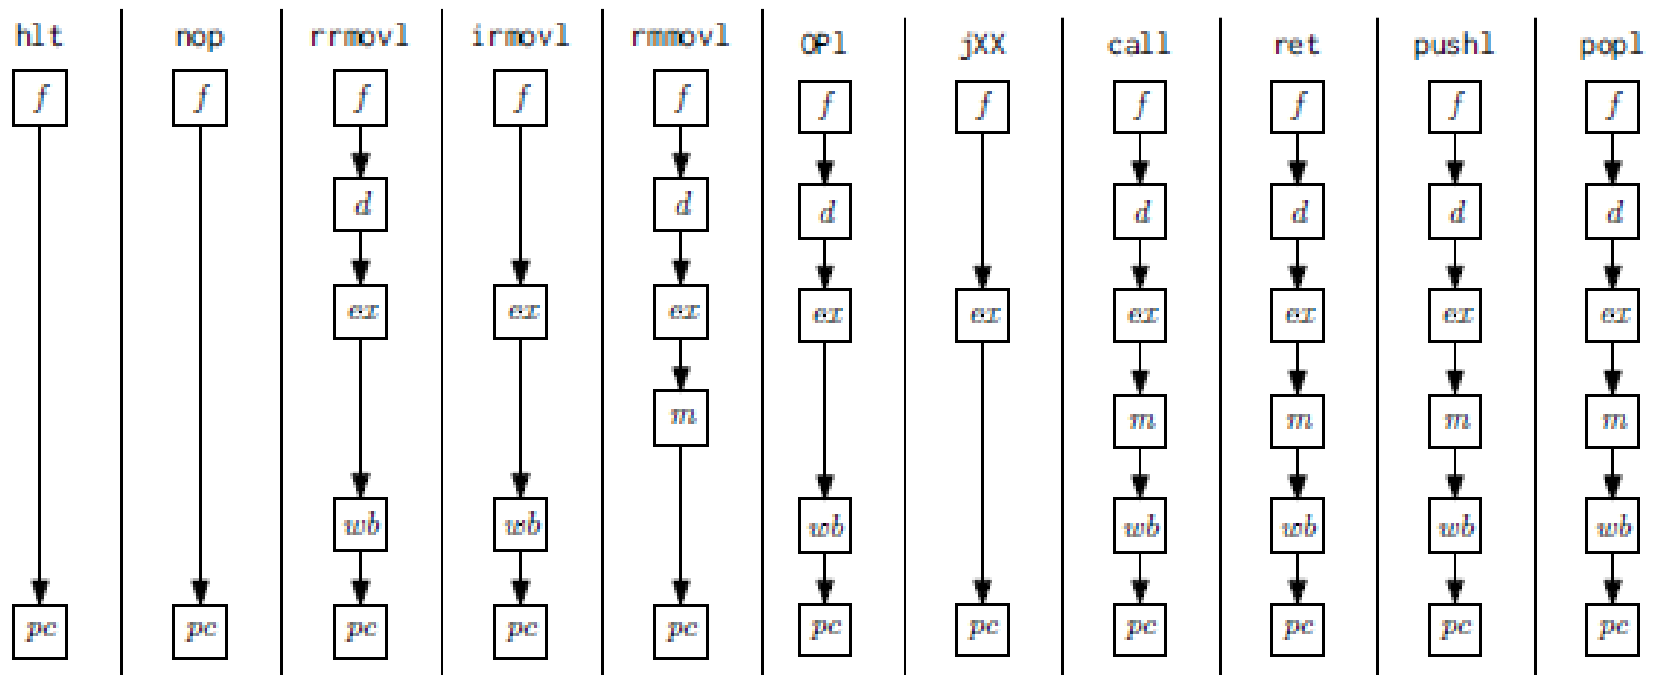 hlt nop rrmovl irmovl rmmovl OPl jXX call ret pushl popl
f f f f f f f f f f f
d d d d d d d d
ex ex ex ex ex ex ex ex ex
m m m m m
wb wb wb wb wb wb wb
pc pc pc pc pc pc pc pc pc pc pc